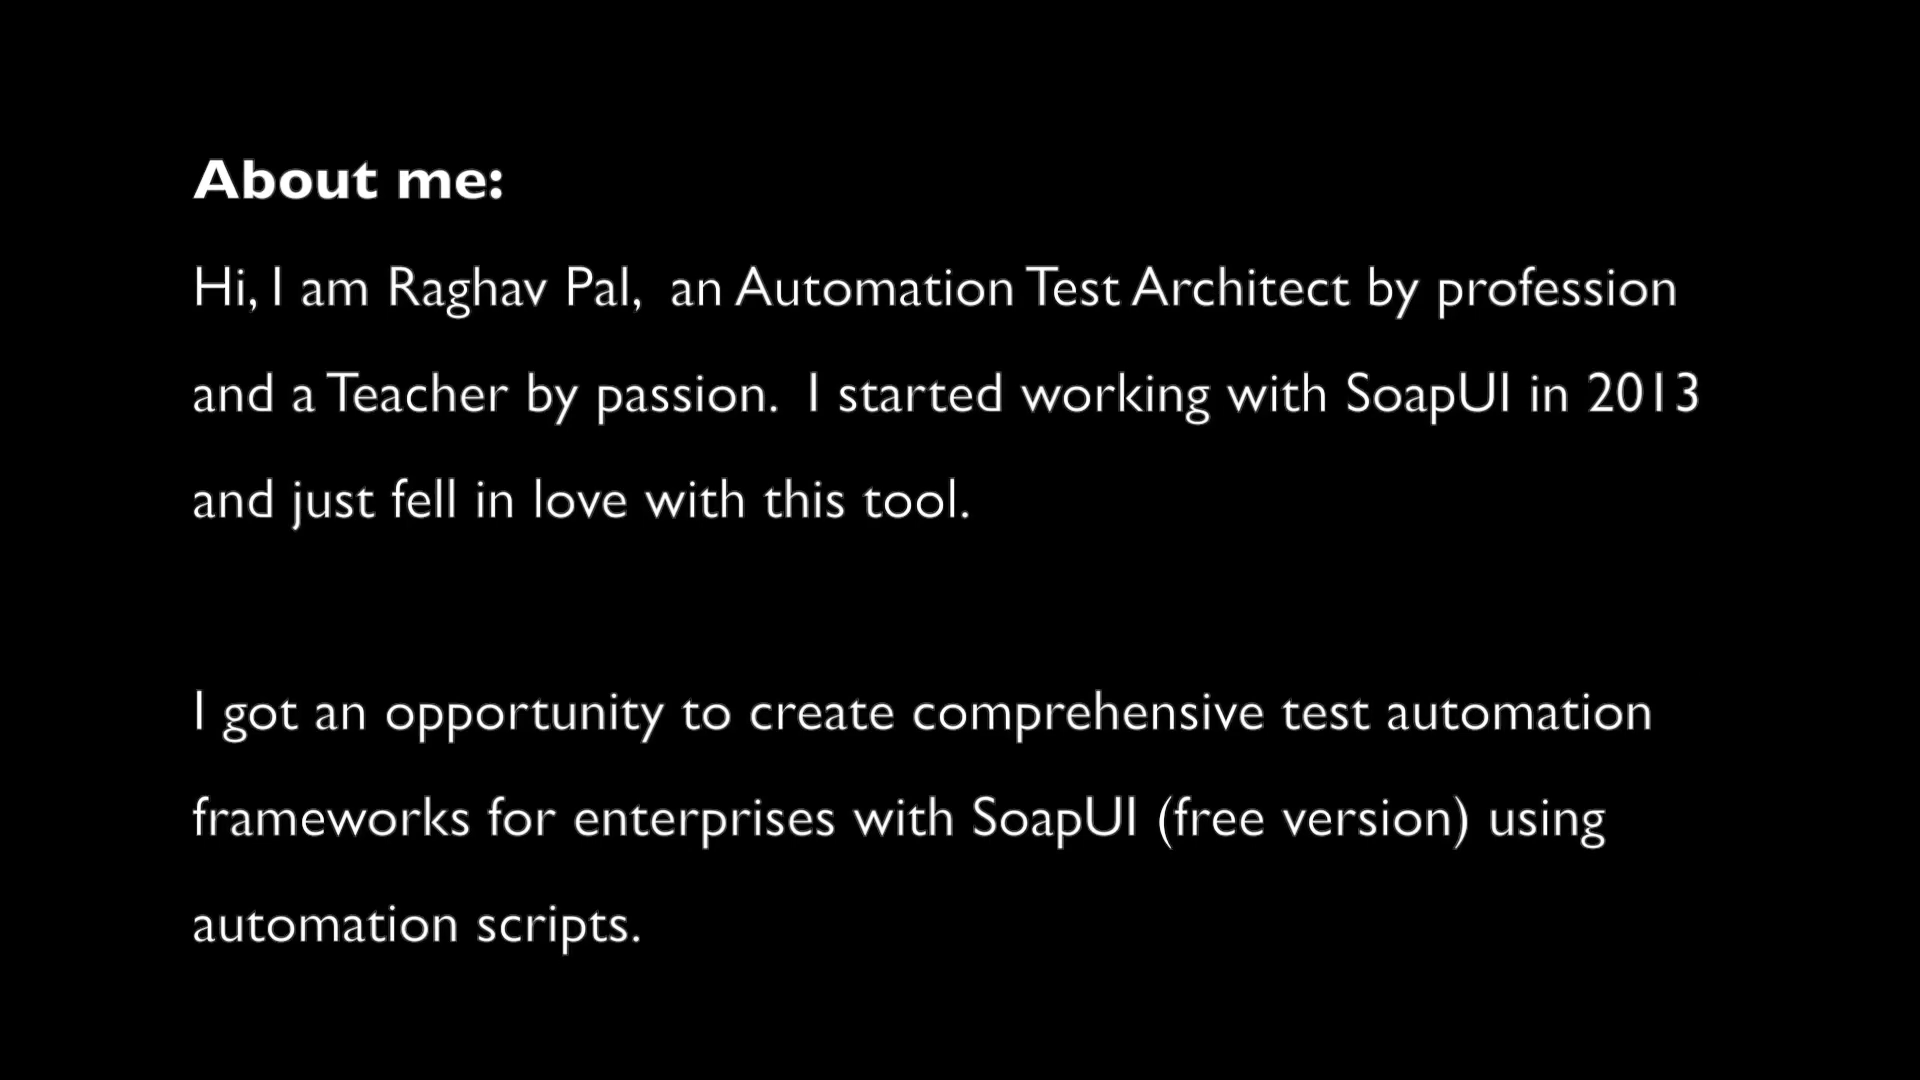 About me:
Hi, I am Raghav Pal,  an Automation Test Architect by profession
and a Teacher by passion.  I started working with SoapUI in 2013
and just fell in love with this tool.
I got an opportunity to create comprehensive test automation
frameworks for enterprises with SoapUI (free version) using
automation scripts.